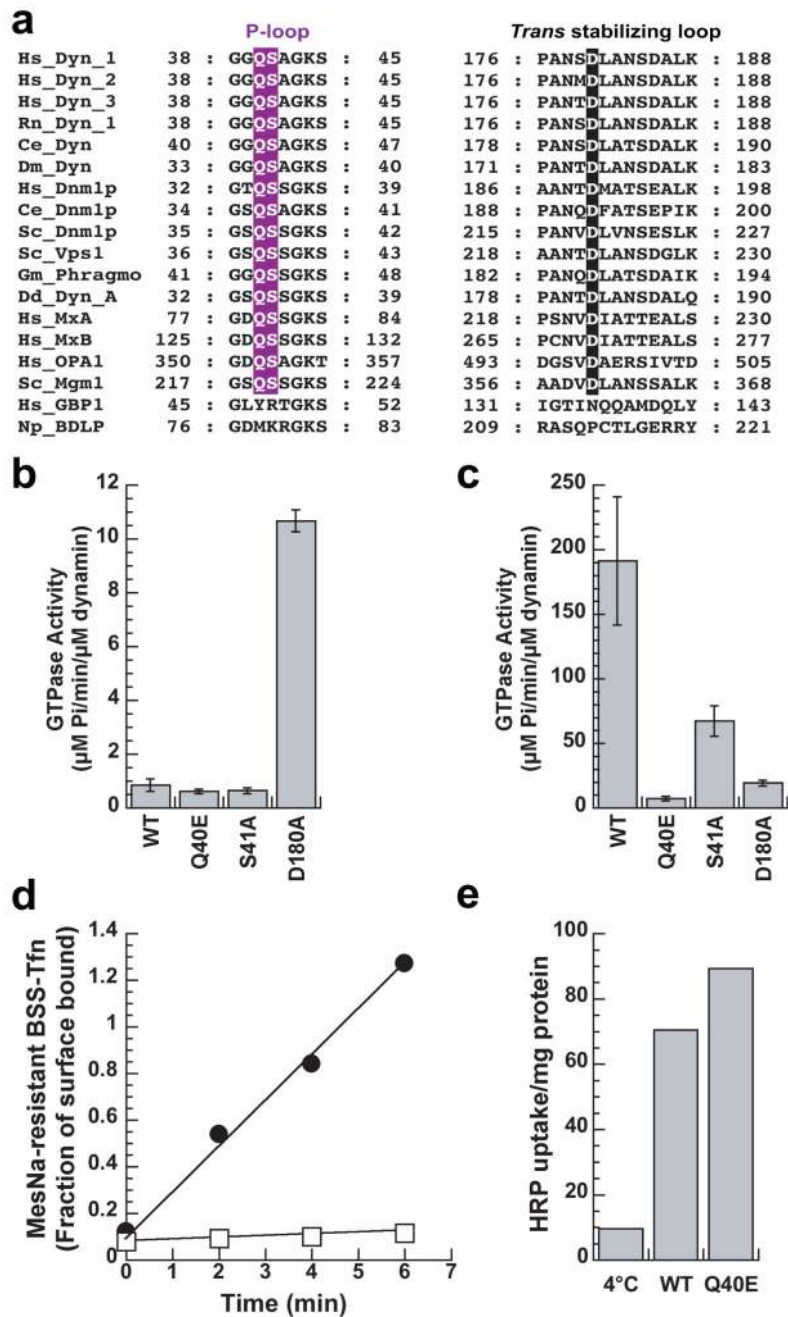 a
P-loop Trans stabilizing loop
Hs_Dyn_1 38 : GGQSAGKS : 45 176 : PANSDLANSDALK : 188
Hs_Dyn_2 38 : GGQSAGKS : 45 176 : PANMDLANSDALK : 188
Hs_Dyn_3 38 : GGQSAGKS : 45 176 : PANTDLANSDALK : 188
Rn_Dyn_1 38 : GGQSAGKS : 45 176 : PANSDLANSDALK : 188
Ce_Dyn 40 : GGQSAGKS : 47 178 : PANSDLATSDALK : 190
Dm_Dyn 33 : GGQSAGKS : 40 171 : PANTDLANSDALK : 183
Hs_Dnm1p 32 : GTQSSGKS : 39 186 : AANTDMATSEALK : 198
Ce_Dnm1p 34 : GSQSAGKS : 41 188 : PANQDFATSEPIK : 200
Sc_Dnm1p 35 : GSQSSGKS : 42 215 : PANVDLVNSESLK : 227
Sc_Vps1 36 : GSQSSGKS : 43 218 : AANTDLANSDGLK : 230
Gm_Phragmo 41 : GGQSAGKS : 48 182 : PANQDLATSDAIK : 194
Dd_Dyn_A 32 : GSQSSGKS : 39 178 : PANTDLANSDALQ : 190
Hs_MxA 77 : GDQSSGKS : 84 218 : PSNVDIATTEALS : 230
Hs_MxB 125 : GDQSSGKS : 132 265 : PCNVDIATTEALS : 277
Hs_OPA1 350 : GDQSAGKT : 357 493 : DGSVDAERSIVTD : 505
Sc_Mgm1 217 : GSQSSGKS : 224 356 : AADVDLANSSALK : 368
Hs_GBP1 45 : GLYRTGKS : 52 131 : IGTINQQAMDQLY : 143
Np_BDLP 76 : GDMKRGKS : 83 209 : RASQPCTLGERRY : 221
b
GTPase Activity
(µM Pi/min/µM dynamin)
12
10
8
6
4
2
0
WT
Q40E
S41A
D180A
c
GTPase Activity
(µM Pi/min/µM dynamin)
250
200
150
100
50
0
WT
Q40E
S41A
D180A
d
MesNa-resistant BSS-Tfn
(Fraction of surface bound)
1.4
1.2
1
0.8
0.6
0.4
0.2
0
0 1 2 3 4 5 6 7
Time (min)
e
HRP uptake/mg protein
100
80
60
40
20
0
4°C WT Q40E